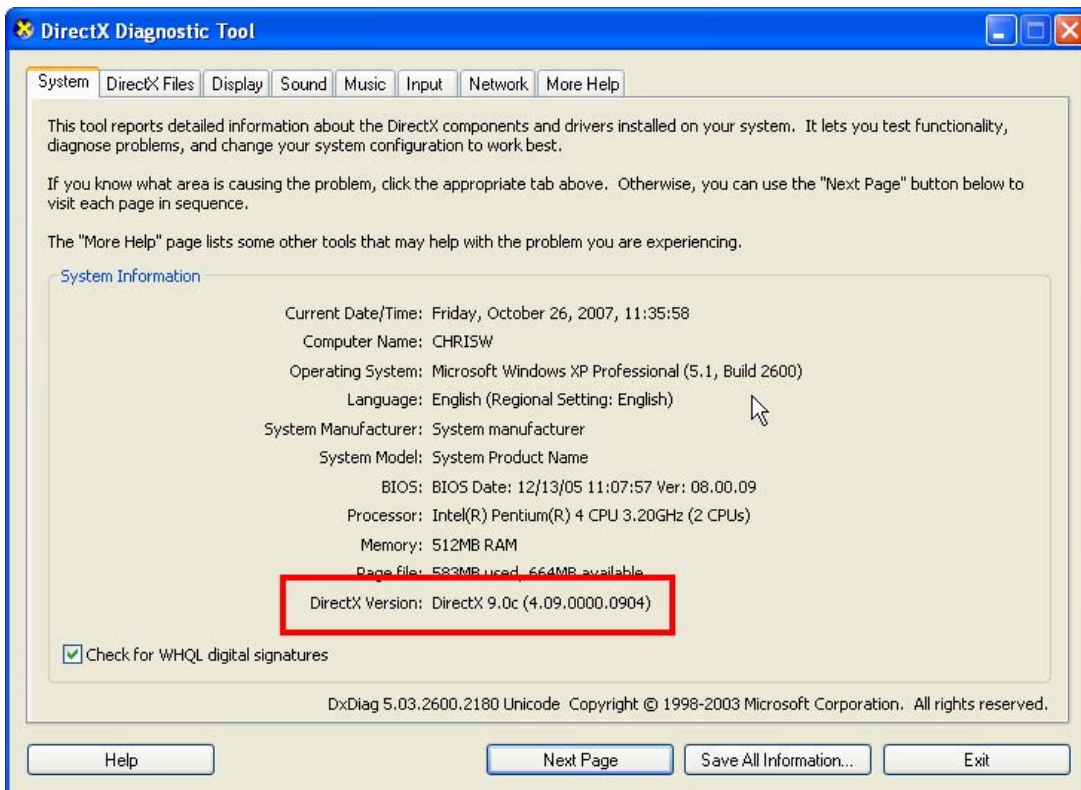 DirectX Diagnostic Tool
System DirectX Files Display Sound Music Input Network More Help
This tool reports detailed information about the DirectX components and drivers installed on your system. It lets you test functionality,
diagnose problems, and change your system configuration to work best.
If you know what area is causing the problem, click the appropriate tab above. Otherwise, you can use the "Next Page" button below to
visit each page in sequence.
The "More Help" page lists some other tools that may help with the problem you are experiencing.
System Information
Current Date/Time: Friday, October 26, 2007, 11:35:58
Computer Name: CHRISW
Operating System: Microsoft Windows XP Professional (5.1, Build 2600)
Language: English (Regional Setting: English)
System Manufacturer: System manufacturer
System Model: System Product Name
BIOS: BIOS Date: 12/13/05 11:07:57 Ver: 08.00.09
Processor: Intel(R) Pentium(R) 4 CPU 3.20GHz (2 CPUs)
Memory: 512MB RAM
Page file: 583MB used, 664MB available
DirectX Version: DirectX 9.0c (4.09.0000.0904)
Check for WHQL digital signatures
DxDiag 5.03.2600.2180 Unicode Copyright © 1998-2003 Microsoft Corporation. All rights reserved.
Help Next Page Save All Information... Exit